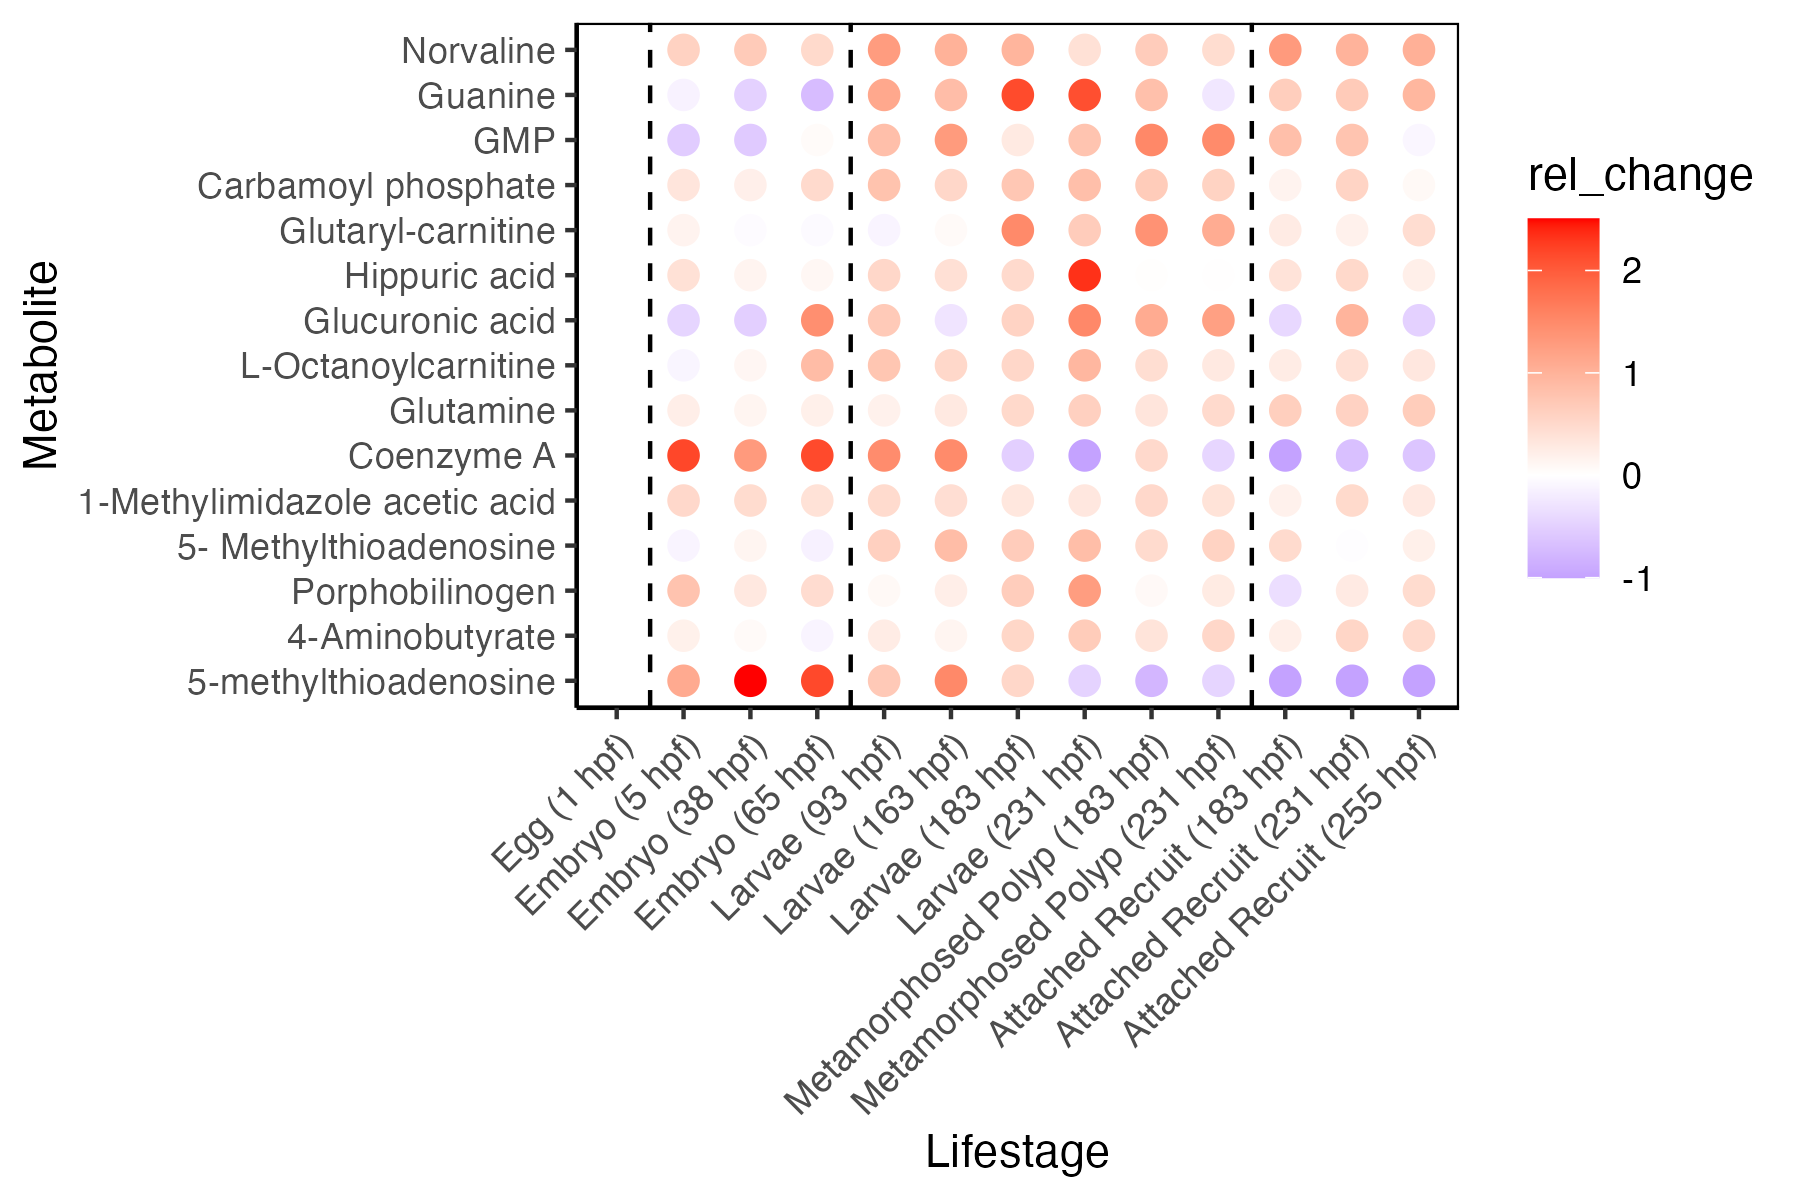 Norvaline
Guanine
GMP
Carbamoyl phosphate
Glutaryl-carnitine
Hippuric acid
Glucuronic acid
L-Octanoylcarnitine
Glutamine
Coenzyme A
1-Methylimidazole acetic acid
5- Methylthioadenosine
Porphobilinogen
4-Aminobutyrate
5-methylthioadenosine
Metabolite
Egg (1 hpf)
Embryo (5 hpf)
Embryo (38 hpf)
Embryo (65 hpf)
Larvae (93 hpf)
Larvae (163 hpf)
Larvae (183 hpf)
Larvae (231 hpf)
Metamorphosed Polyp (183 hpf)
Metamorphosed Polyp (231 hpf)
Attached Recruit (183 hpf)
Attached Recruit (231 hpf)
Attached Recruit (255 hpf)
Lifestage
rel_change
2
1
0
-1